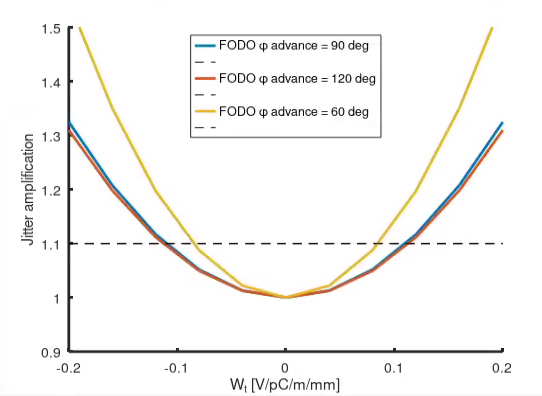 1.5
1.4
1.3
1.2
1.1
1
0.9
Jitter amplification
FODO φ advance = 90 deg
FODO φ advance = 120 deg
FODO φ advance = 60 deg
-0.2 -0.1 0 0.1 0.2
Wt [V/pC/m/mm]